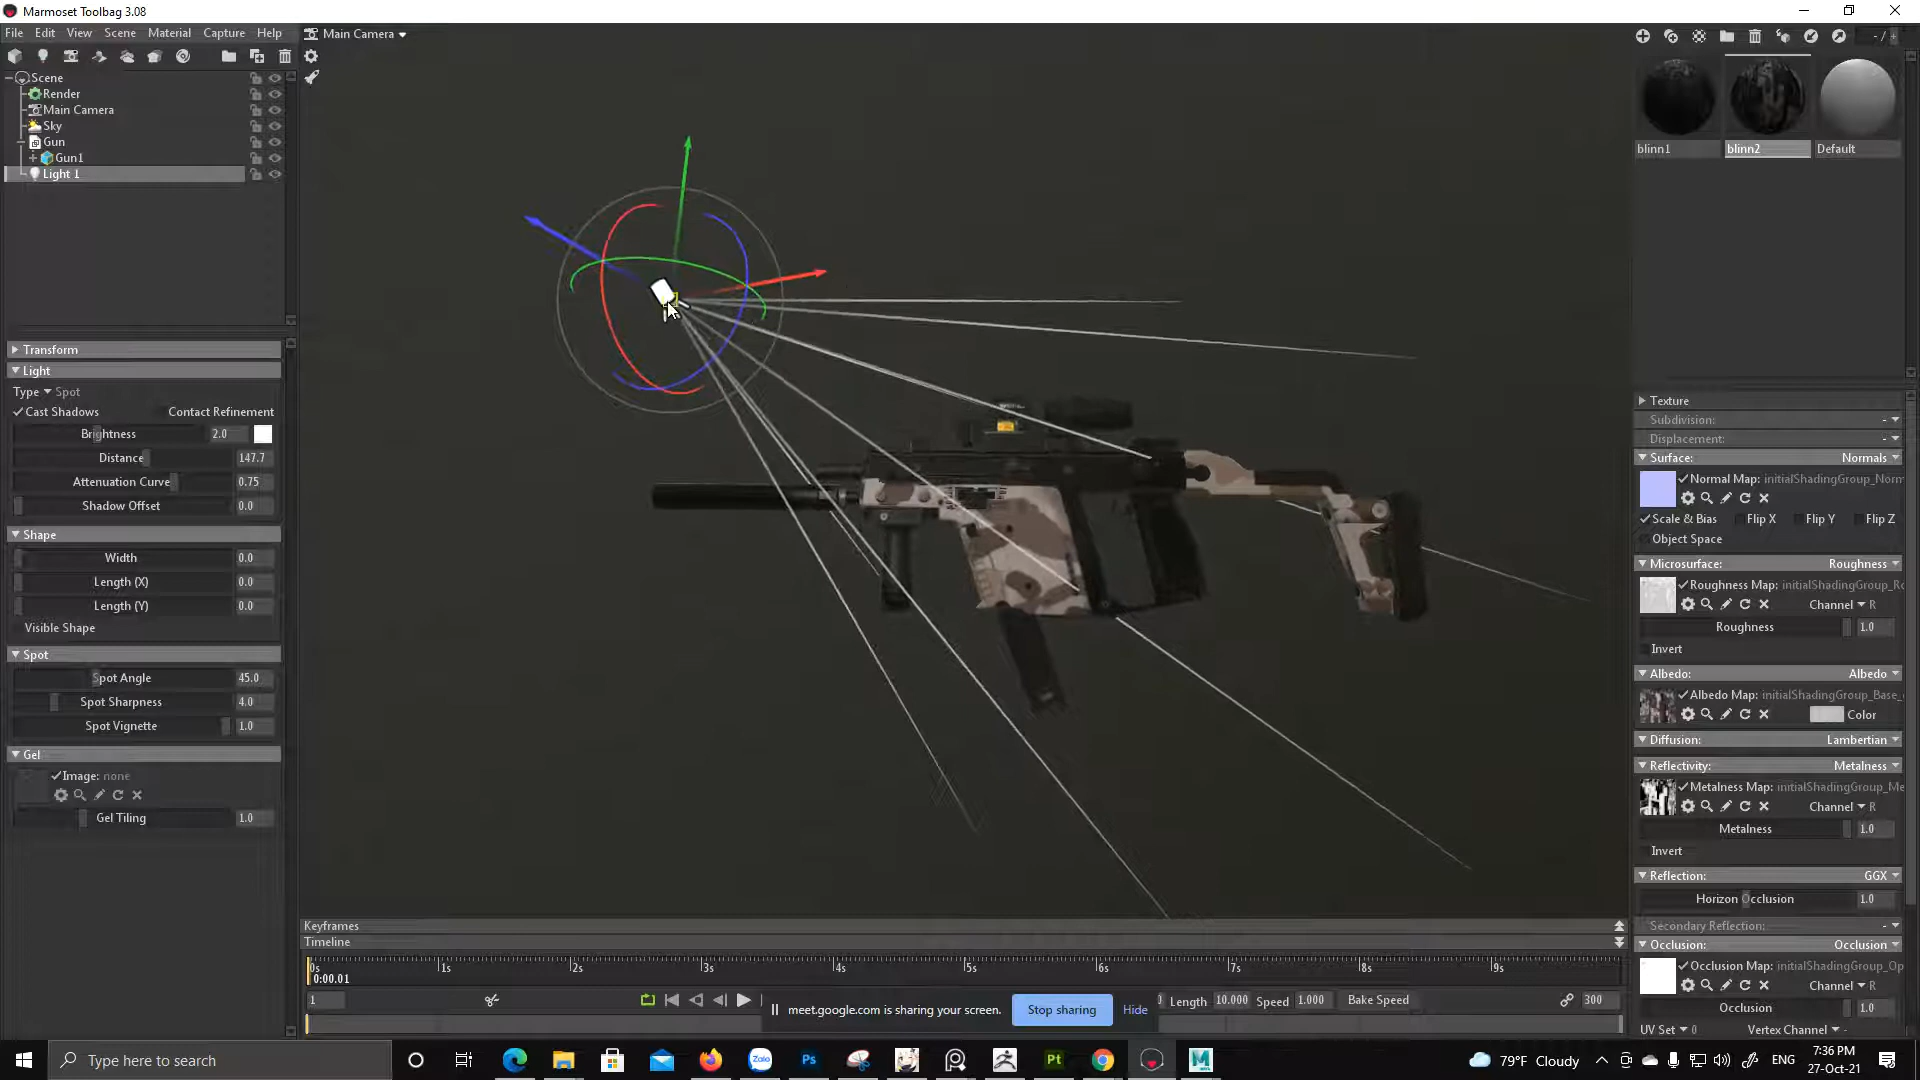 Marmoset Toolbag 3.08
File Edit View Scene Material Capture Help
Main Camera
- / +
Scene
Render
Main Camera
Sky
Gun
Gun1
Light 1
blinn1 blinn2 Default
Transform
Light
Type Spot
Cast Shadows Contact Refinement
Brightness 2.0
Distance 147.7
Attenuation Curve 0.75
Shadow Offset 0.0
Shape
Width 0.0
Length (X) 0.0
Length (Y) 0.0
Visible Shape
Spot
Spot Angle 45.0
Spot Sharpness 4.0
Spot Vignette 1.0
Gel
Image: none
Gel Tiling 1.0
Texture
Subdivision: -
Displacement: -
Surface: Normals
Normal Map: initialShadingGroup_Norm
Scale & Bias Flip X Flip Y Flip Z
Object Space
Microsurface: Roughness
Roughness Map: initialShadingGroup_Ro
Channel R
Roughness 1.0
Invert
Albedo: Albedo
Albedo Map: initialShadingGroup_Base_
Color
Diffusion: Lambertian
Reflectivity: Metalness
Metalness Map: initialShadingGroup_Me
Channel R
Metalness 1.0
Invert
Reflection: GGX
Horizon Occlusion 1.0
Secondary Reflection: -
Occlusion: Occlusion
Occlusion Map: initialShadingGroup_Op
Channel R
Occlusion 1.0
UV Set 0 Vertex Channel -
Keyframes
Timeline
0s 1s 2s 3s 4s 5s 6s 7s 8s 9s
0:00.01
1
Length 10.000 Speed 1.000 Bake Speed 300
meet.google.com is sharing your screen. Stop sharing Hide
Type here to search
Zalo Ps Pt
79°F Cloudy
ENG
7:36 PM
27-Oct-21